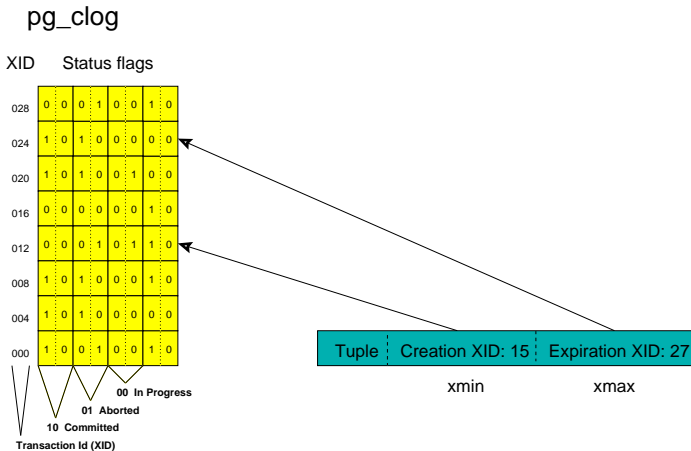 pg_clog
XID Status flags
028 0 0 0 1 0 0 1 0
024 1 0 1 0 0 0 0 0
020 1 0 1 0 0 1 0 0
016 0 0 0 0 0 0 1 0
012 0 0 0 1 0 1 1 0
008 1 0 1 0 0 0 1 0
004 1 0 1 0 0 0 0 0
000 1 0 0 1 0 0 1 0
Tuple Creation XID: 15 Expiration XID: 27
xmin xmax
00 In Progress
01 Aborted
10 Committed
Transaction Id (XID)